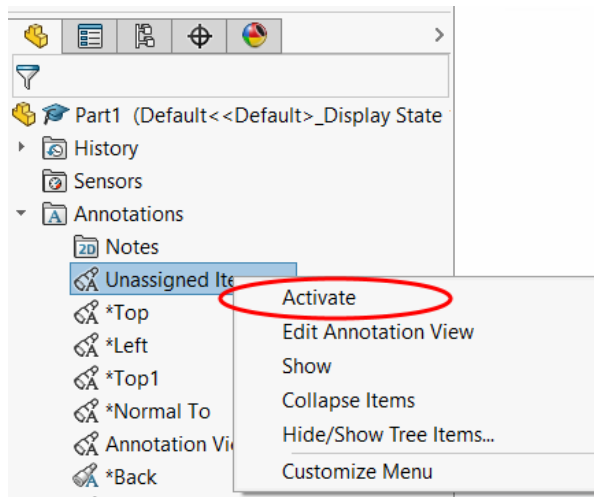 Part1 (Default<<Default>_Display State
History
Sensors
A Annotations
2D Notes
Unassigned Ite
Activate
*Top
Edit Annotation View
*Left
Show
*Top1
Collapse Items
*Normal To
Hide/Show Tree Items...
Annotation Vi
*Back
Customize Menu